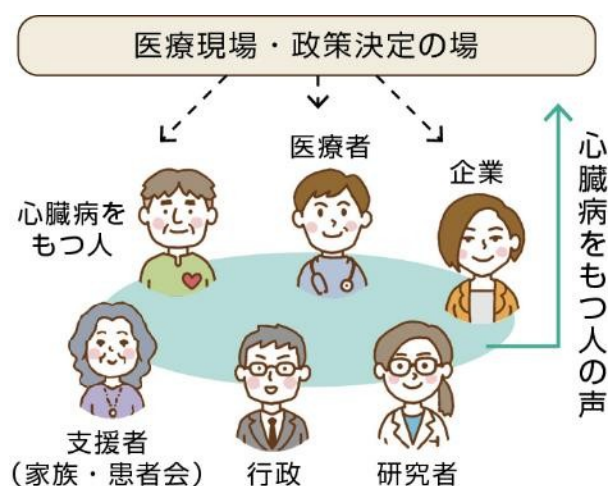 医療現場・政策決定の場
医療者
企業
心臓病を
もつ人
心臓病をもつ人の声
支援者
（家族・患者会）
行政
研究者